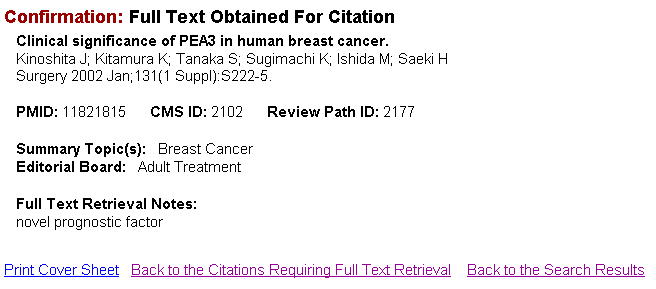 Confirmation: Full Text Obtained For Citation
Clinical significance of PEA3 in human breast cancer.
Kinoshita J; Kitamura K; Tanaka S; Sugimachi K; Ishida M; Saeki H
Surgery 2002 Jan;131(1 Suppl):S222-5.
PMID: 11821815 CMS ID: 2102 Review Path ID: 2177
Summary Topic(s): Breast Cancer
Editorial Board: Adult Treatment
Full Text Retrieval Notes:
novel prognostic factor
Print Cover Sheet Back to the Citations Requiring Full Text Retrieval Back to the Search Results